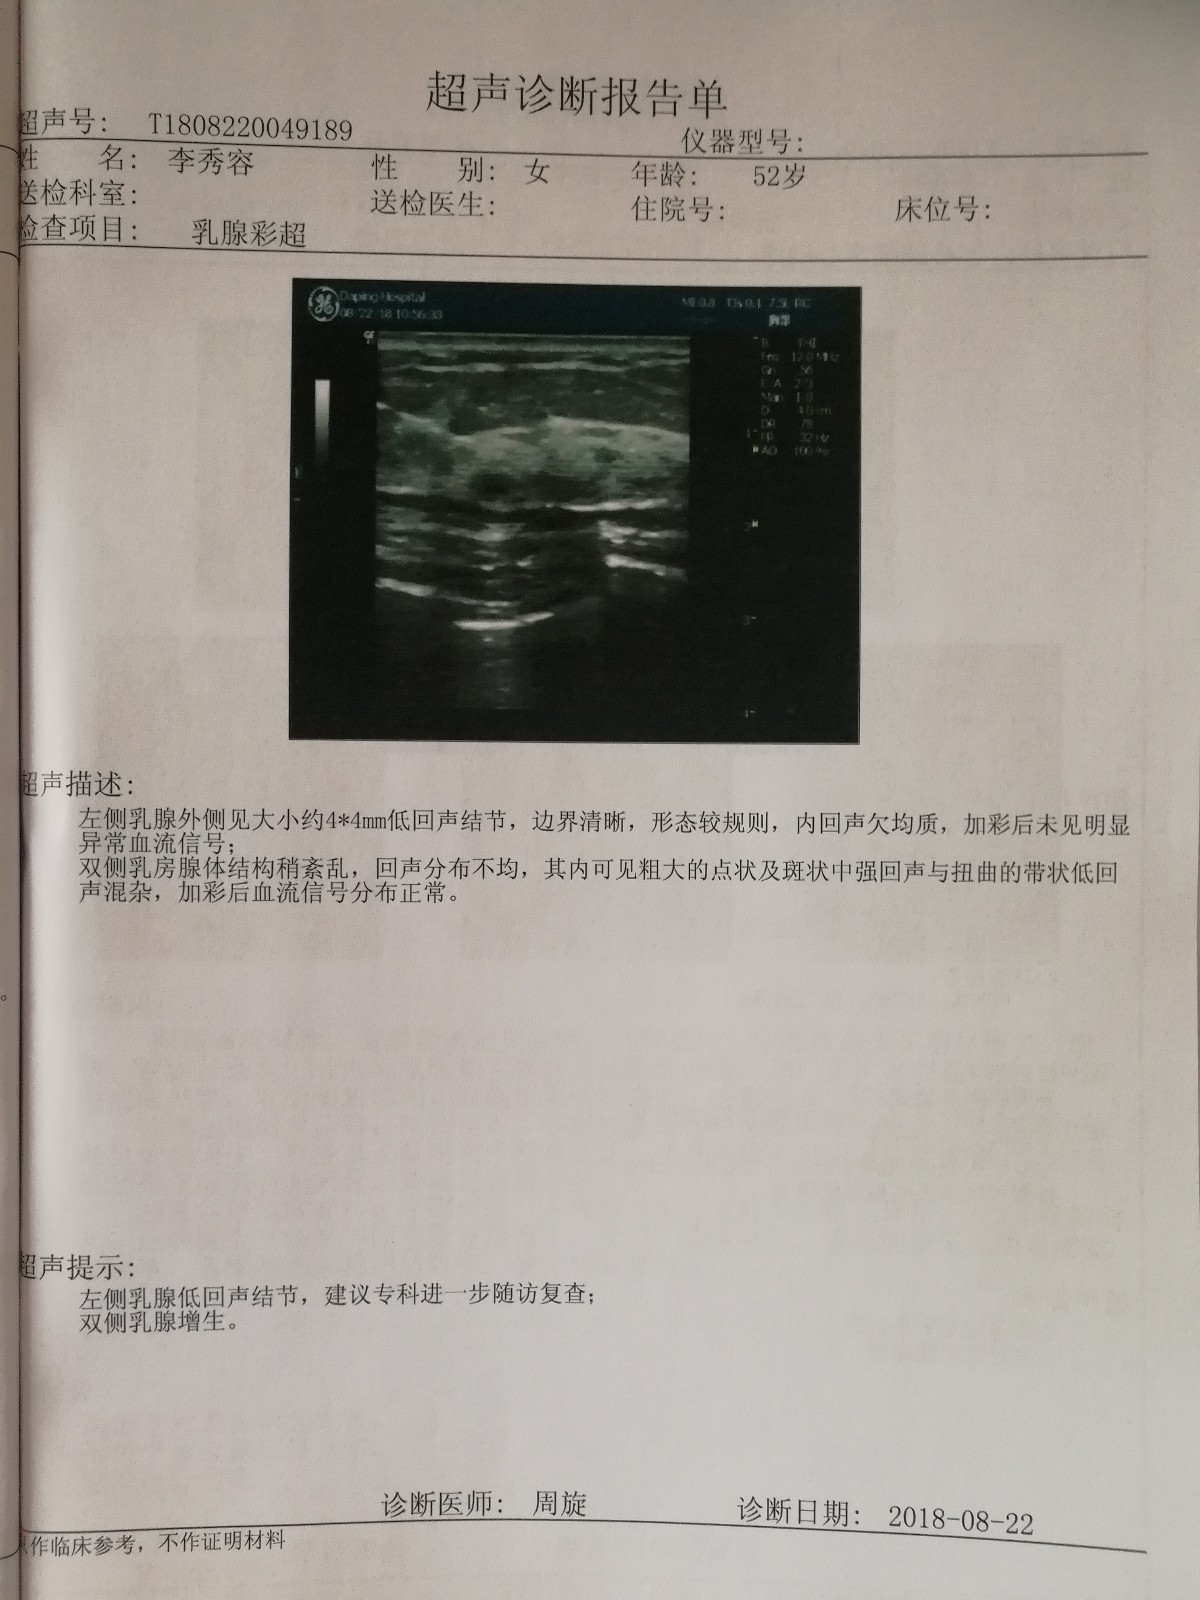 超声诊断报告单
超声号： T1808220049189
仪器型号：
姓 名： 李秀容 性 别： 女 年龄： 52岁
送检科室： 送检医生： 住院号： 床位号：
检查项目： 乳腺彩超
Daping Hospital
08 22 18 10:56:33
MI 0.8 TIs 0.1 7.5L RC
胸部
B
Frq 12.0 MHz
Gn 56
Map
D 4.0 cm
DR 78
FR 32 Hz
AO 100 %
1
2
3
4
超声描述：
左侧乳腺外侧见大小约4*4mm低回声结节，边界清晰，形态较规则，内回声欠均质，加彩后未见明显
异常血流信号；
双侧乳房腺体结构稍紊乱，回声分布不均，其内可见粗大的点状及斑状中强回声与扭曲的带状低回
声混杂，加彩后血流信号分布正常。
超声提示：
左侧乳腺低回声结节，建议专科进一步随访复查；
双侧乳腺增生。
诊断医师： 周旋 诊断日期： 2018-08-22
作临床参考，不作证明材料